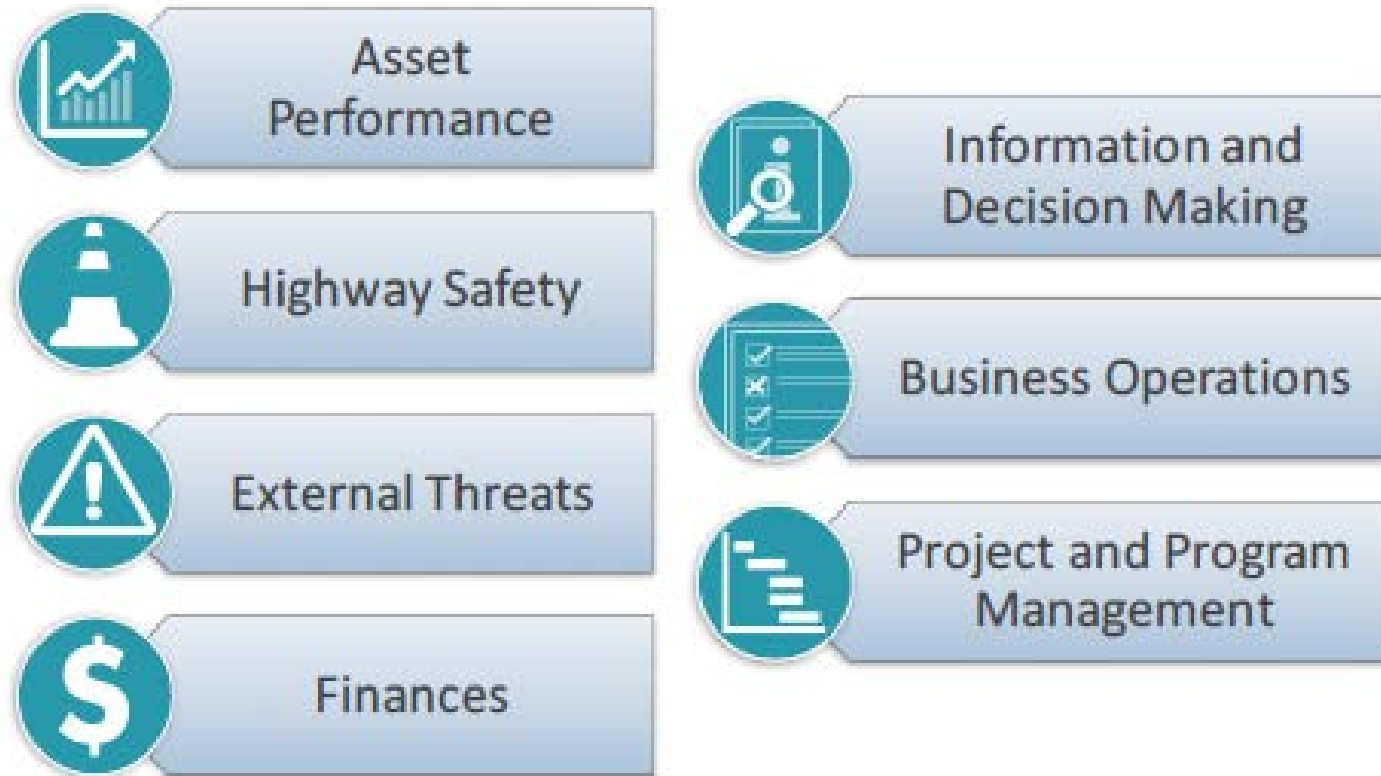 Asset
Performance
Highway Safety
External Threats
$
Finances
Information and
Decision Making
Business Operations
Project and Program
Management